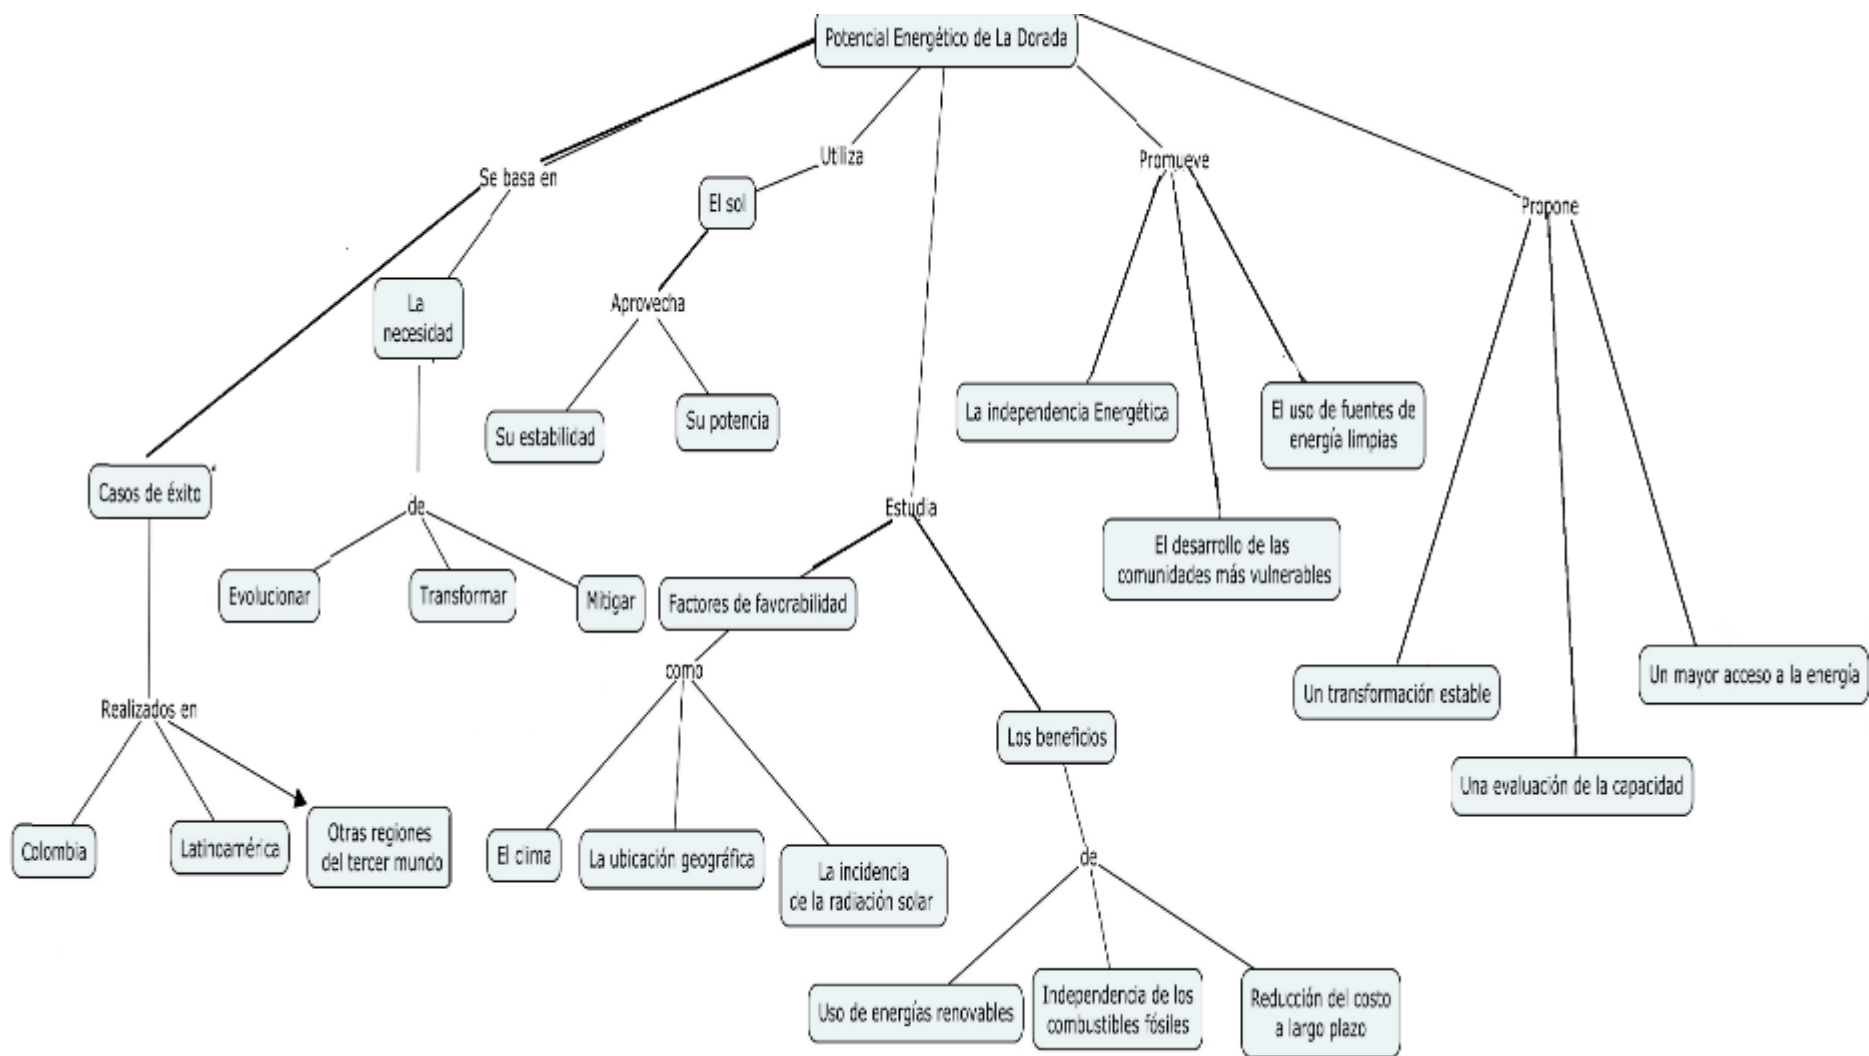 Potencial Energético de La Dorada
Se basa en
Utiliza
Promueve
Propone
El sol
La
necesidad
Aprovecha
Su estabilidad
Su potencia
La independencia Energética
El uso de fuentes de
energía limpias
Casos de éxito
de
Estudia
El desarrollo de las
comunidades más vulnerables
Evolucionar
Transformar
Mitigar
Factores de favorabilidad
como
Un transformación estable
Un mayor acceso a la energía
Realizados en
Los beneficios
Una evaluación de la capacidad
Colombia
Latinoamérica
Otras regiones
del tercer mundo
El clima
La ubicación geográfica
La incidencia
de la radiación solar
de
Uso de energías renovables
Independencia de los
combustibles fósiles
Reducción del costo
a largo plazo